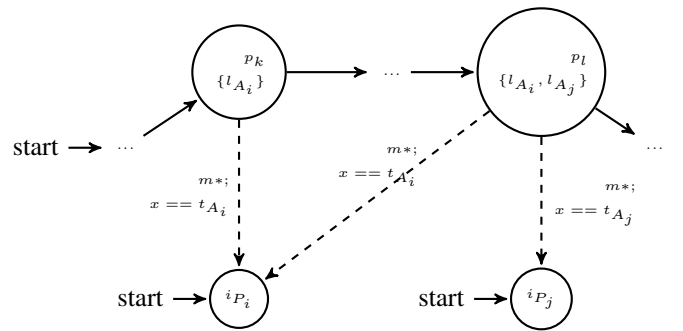 p_k
{l_{A_i}}
...
p_l
{l_{A_i}, l_{A_j}}
start
...
...
m*;
x == t_{A_i}
m*;
x == t_{A_i}
m*;
x == t_{A_j}
start
i_{P_i}
start
i_{P_j}